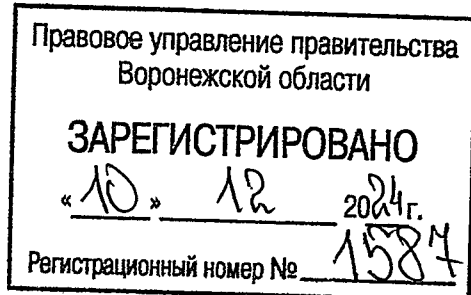 Правовое управление правительства
Воронежской области
ЗАРЕГИСТРИРОВАНО
«10» 12 2024г.
Регистрационный номер № 1587